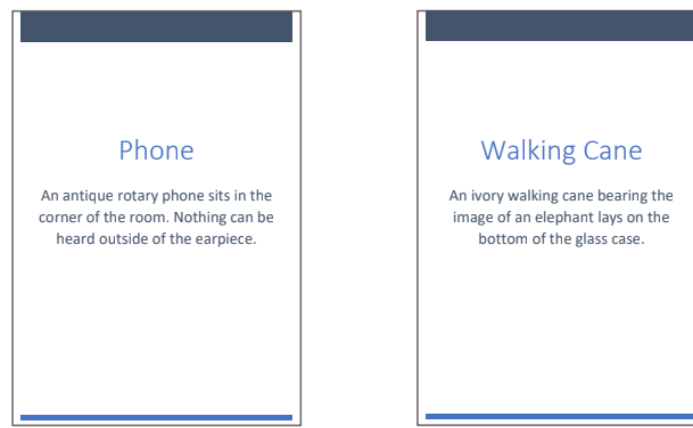 Phone
An antique rotary phone sits in the
corner of the room. Nothing can be
heard outside of the earpiece.
Walking Cane
An ivory walking cane bearing the
image of an elephant lays on the
bottom of the glass case.